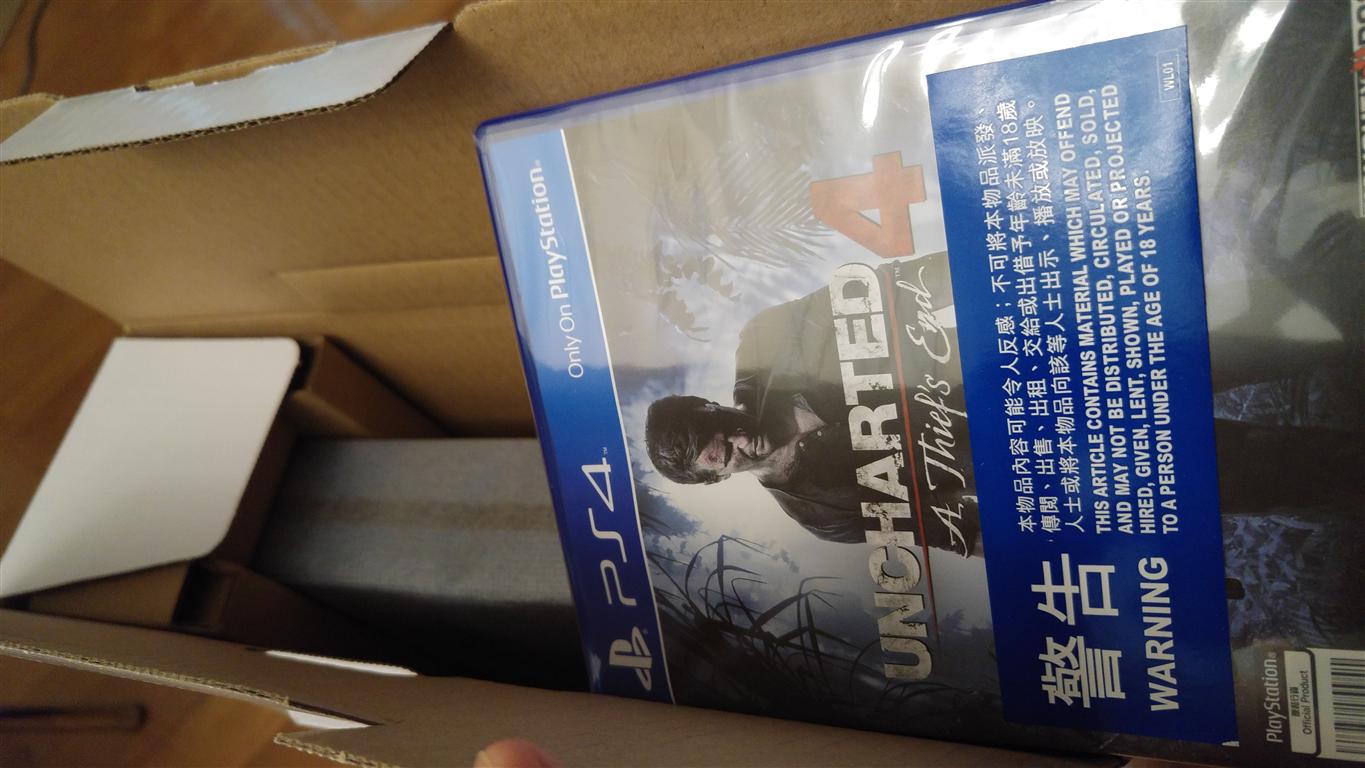 PS4™
Only On PlayStation®
UNCHARTED 4™
A Thief's End
警告
WARNING
本物品內容可能令人反感；不可將本物品派發、
傳閱、出售、出租、交給或出借予年齡未滿18歲
人士或將本物品向該等人士出示、播放或放映。
THIS ARTICLE CONTAINS MATERIAL WHICH MAY OFFEND
AND MAY NOT BE DISTRIBUTED, CIRCULATED, SOLD,
HIRED, GIVEN, LENT, SHOWN, PLAYED OR PROJECTED
TO A PERSON UNDER THE AGE OF 18 YEARS.
WL01
PlayStation®
Official Product